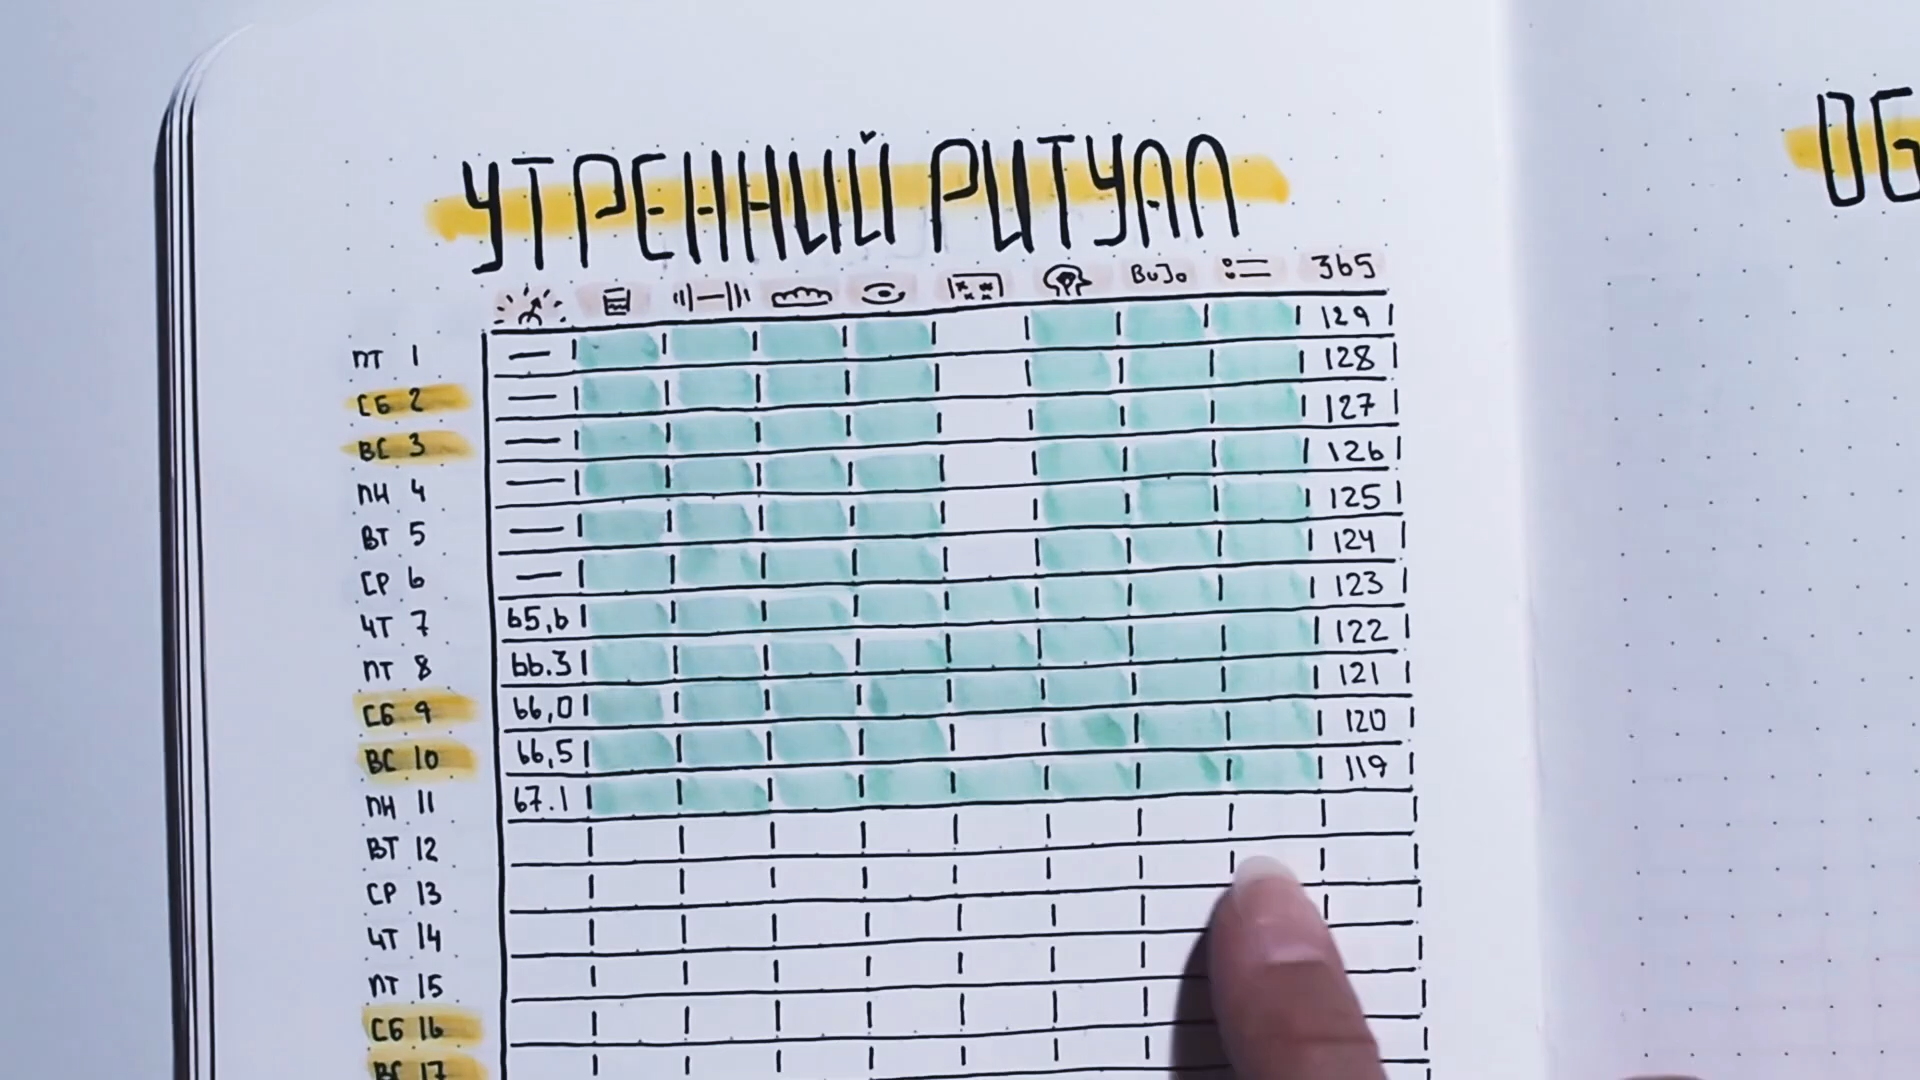 УТРЕННИЙ РИТУАЛ
BuJo 365
ПТ 1 — 129
СБ 2 — 128
ВС 3 — 127
ПН 4 — 126
ВТ 5 — 125
СР 6 — 124
ЧТ 7 65,6 123
ПТ 8 66.3 122
СБ 9 66,0 121
ВС 10 66,5 120
ПН 11 67.1 119
ВТ 12
СР 13
ЧТ 14
ПТ 15
СБ 16
ВС 17